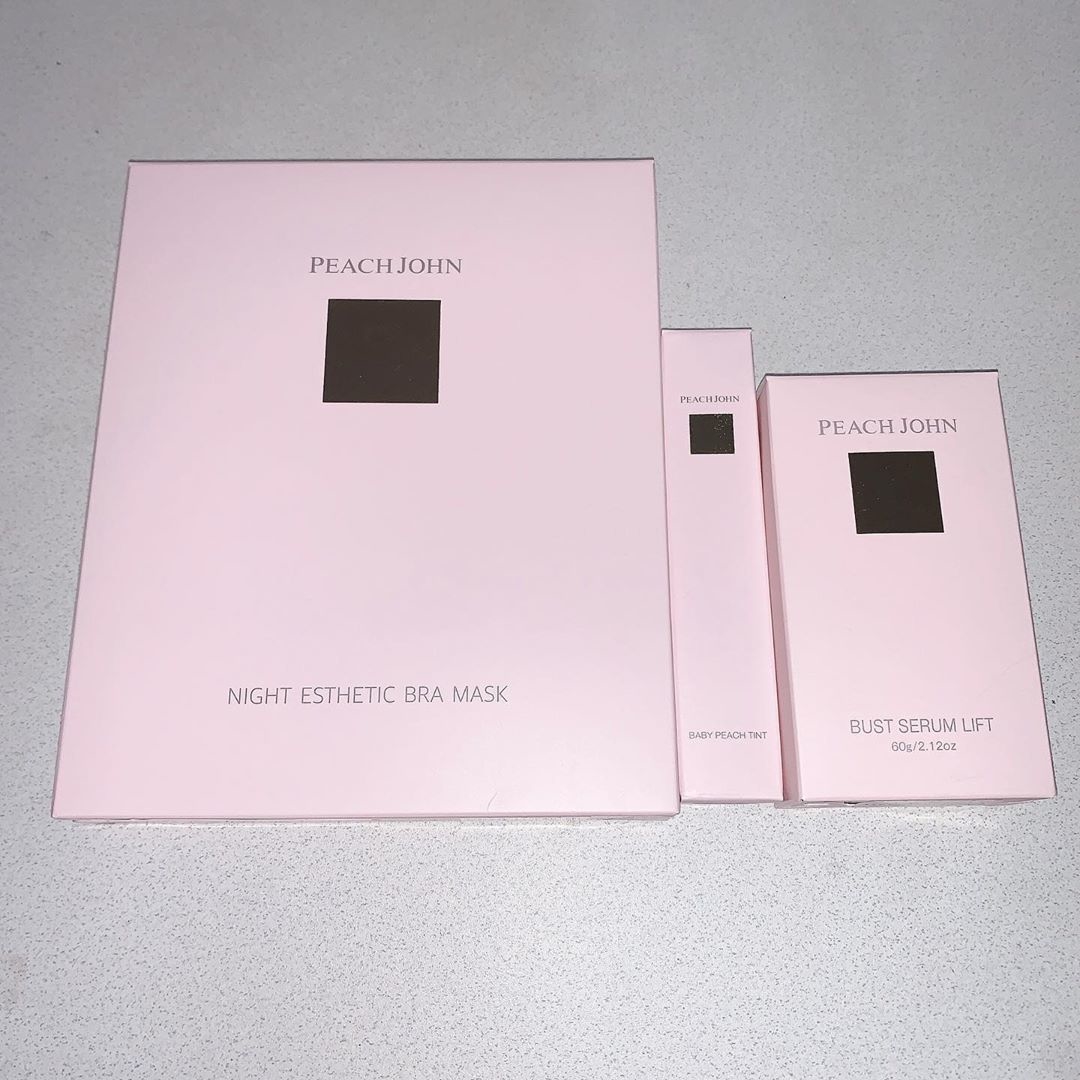 PEACH JOHN
NIGHT ESTHETIC BRA MASK
PEACH JOHN
BABY PEACH TINT
PEACH JOHN
BUST SERUM LIFT
60g/2.12oz